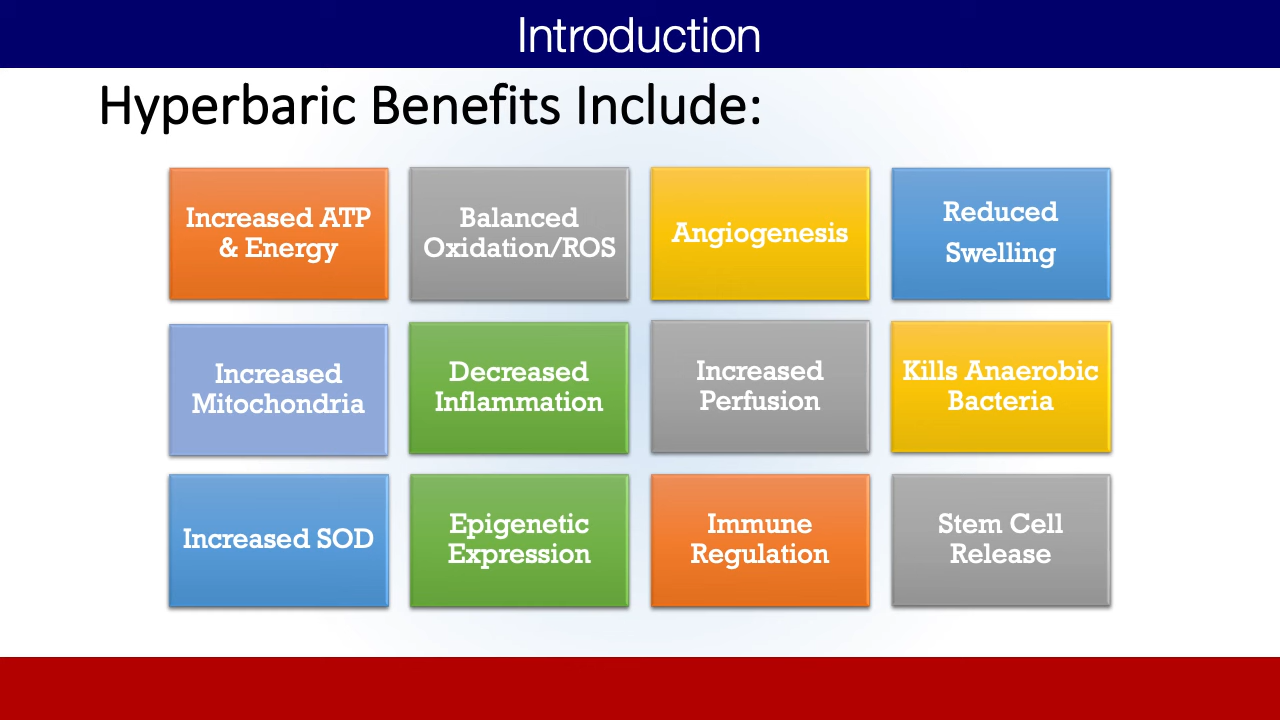 Introduction
Hyperbaric Benefits Include:
Increased ATP
& Energy
Balanced
Oxidation/ROS
Angiogenesis
Reduced
Swelling
Increased
Mitochondria
Decreased
Inflammation
Increased
Perfusion
Kills Anaerobic
Bacteria
Increased SOD
Epigenetic
Expression
Immune
Regulation
Stem Cell
Release